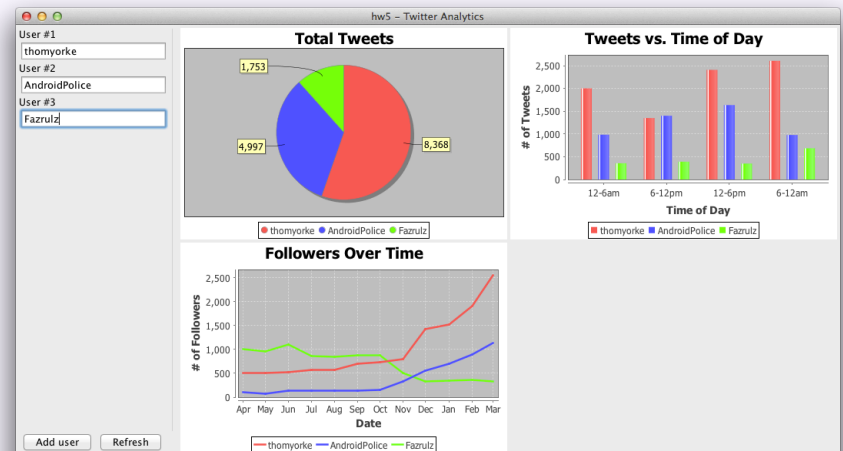 hw5 – Twitter Analytics
User #1
thomyorke
User #2
AndroidPolice
User #3
Fazrulz
Add user Refresh
Total Tweets
1,753
4,997
8,368
thomyorke AndroidPolice Fazrulz
Tweets vs. Time of Day
# of Tweets
2,500
2,000
1,500
1,000
500
0
12-6am 6-12pm 12-6pm 6-12am
Time of Day
thomyorke AndroidPolice Fazrulz
Followers Over Time
# of Followers
2,500
2,000
1,500
1,000
500
0
Apr May Jun Jul Aug Sep Oct Nov Dec Jan Feb Mar
Date
thomyorke AndroidPolice Fazrulz